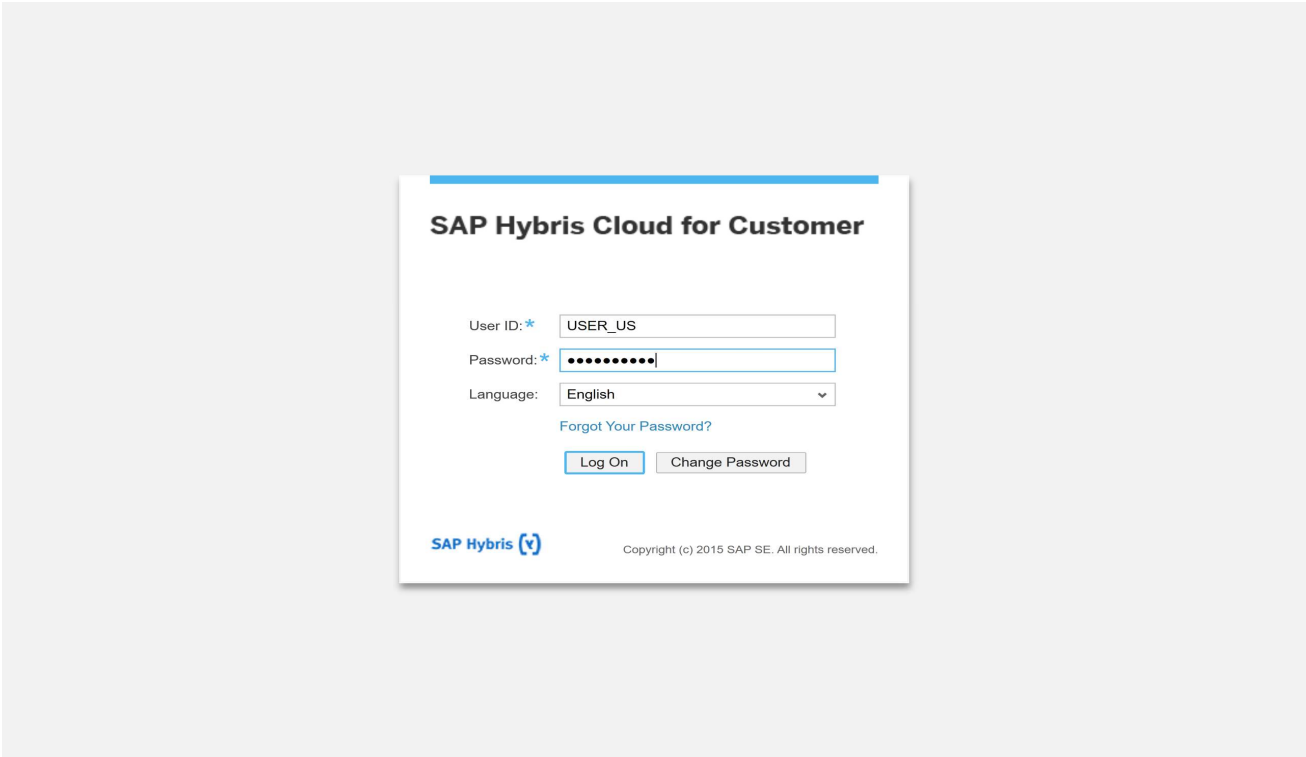 SAP Hybris Cloud for Customer
User ID:* USER_US
Password:* ●●●●●●●●●●
Language: English
Forgot Your Password?
Log On Change Password
SAP Hybris
Copyright (c) 2015 SAP SE. All rights reserved.